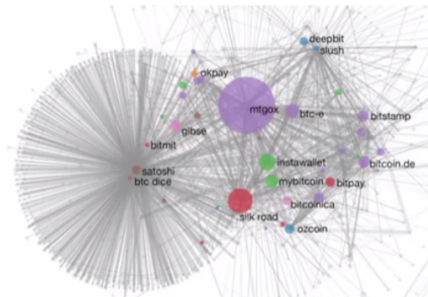 deepbit
slush
okpay
mtgox
btc-e
bitstamp
gibse
bitmit
instawallet
bitcoin.de
satoshi
btc dice
mybitcoin
bitpay
bitcoinica
silk road
ozcoin